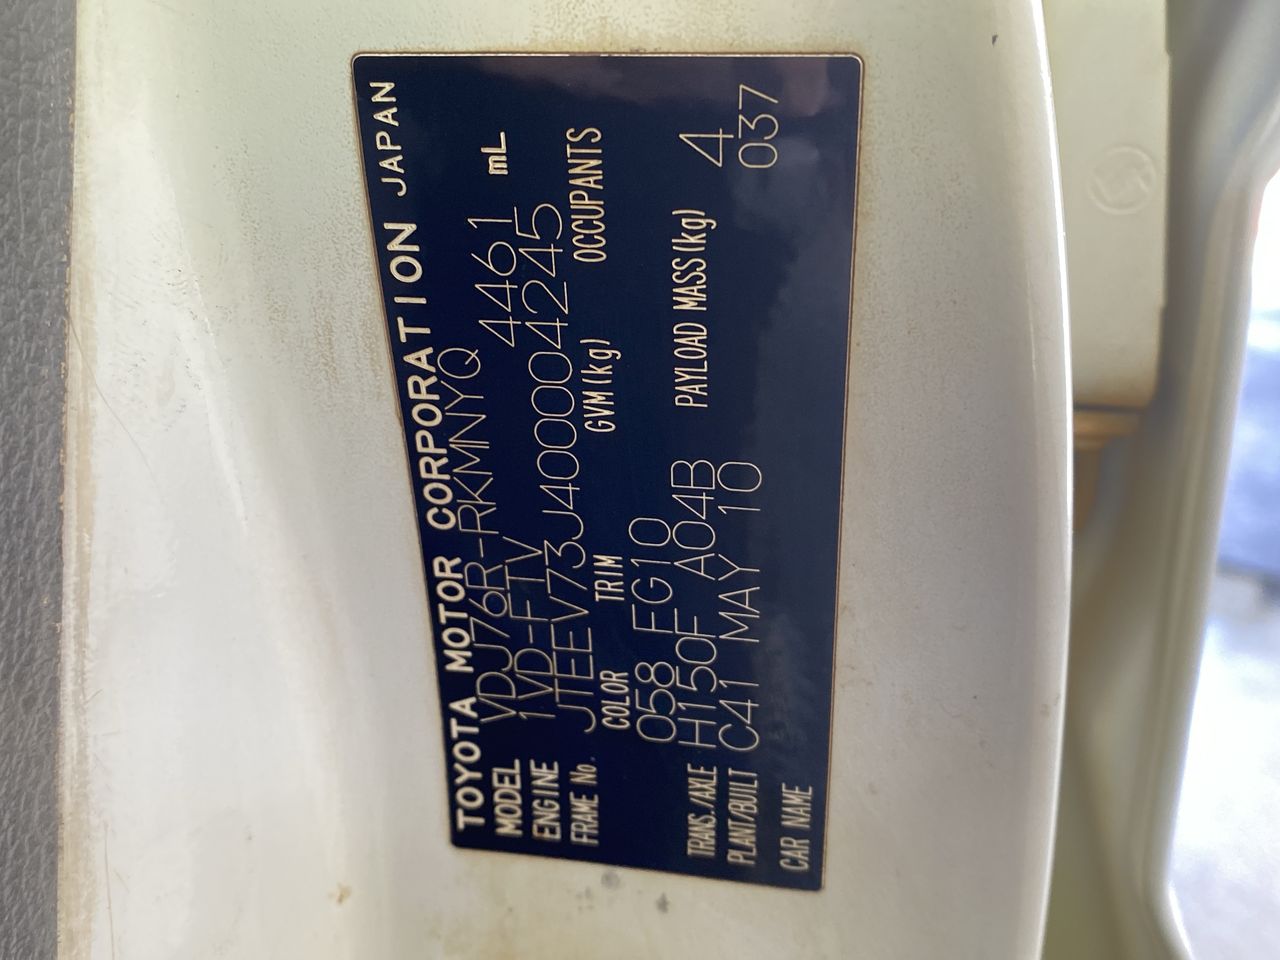 TOYOTA MOTOR CORPORATION JAPAN
MODEL VDJ76R-RKMNYQ
ENGINE 1VD-FTV 4461 mL
FRAME No. JTEEV73J400004245
COLOR TRIM GVM(kg) OCCUPANTS
058 FG10
TRANS./AXLE H150F A04B PAYLOAD MASS(kg) 4
PLANT/BUILT C41 MAY 10 037
CAR NAME